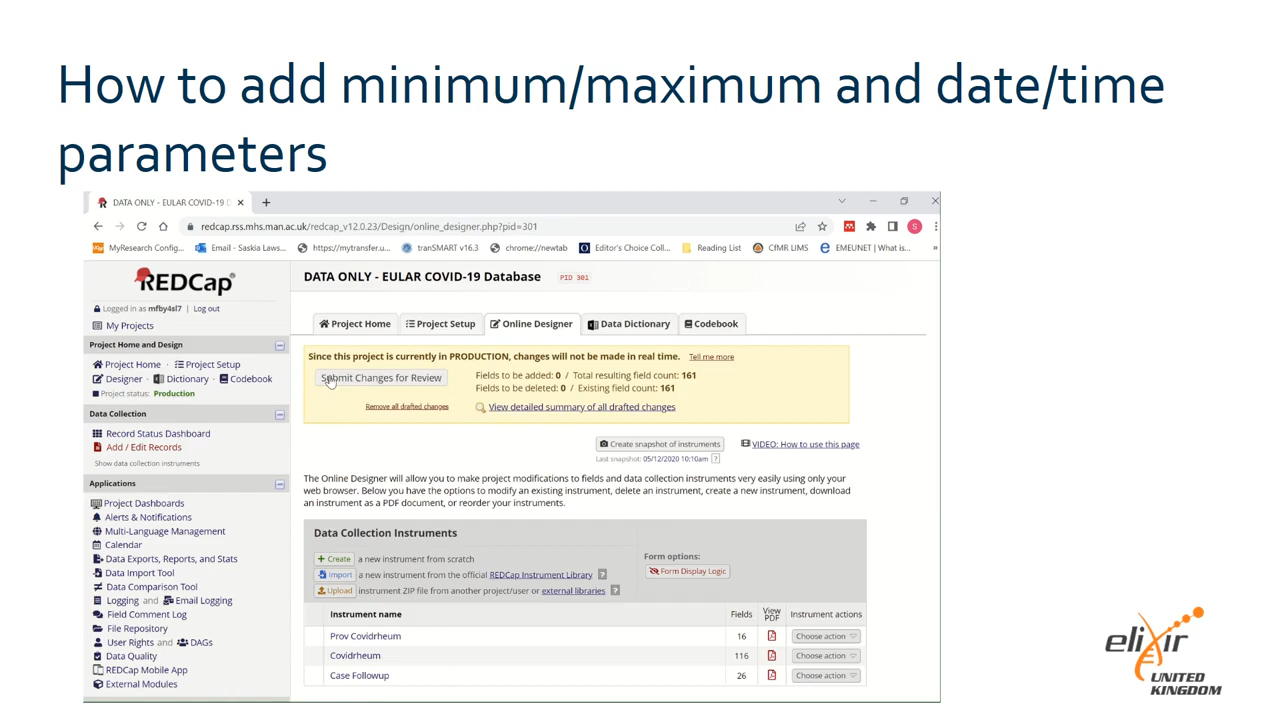 How to add minimum/maximum and date/time
parameters
DATA ONLY - EULAR COVID-19 D
redcap.rss.mhs.man.ac.uk/redcap_v12.0.23/Design/online_designer.php?pid=301
S
MyResearch Config... Email - Saskia Laws... https://mytransfer.u... tranSMART v16.3 chrome://newtab Editor's Choice Coll... Reading List CfMR LIMS EMEUNET | What is... »
REDCap
Logged in as mfby4sl7 | Log out
My Projects
Project Home and Design
Project Home Project Setup
Designer Dictionary Codebook
Project status: Production
Data Collection
Record Status Dashboard
Add / Edit Records
Show data collection instruments
Applications
Project Dashboards
Alerts & Notifications
Multi-Language Management
Calendar
Data Exports, Reports, and Stats
Data Import Tool
Data Comparison Tool
Logging and Email Logging
Field Comment Log
File Repository
User Rights and DAGs
Data Quality
REDCap Mobile App
External Modules
DATA ONLY - EULAR COVID-19 Database PID 301
Project Home Project Setup Online Designer Data Dictionary Codebook
Since this project is currently in PRODUCTION, changes will not be made in real time. Tell me more
Submit Changes for Review
Fields to be added: 0 / Total resulting field count: 161
Fields to be deleted: 0 / Existing field count: 161
Remove all drafted changes
View detailed summary of all drafted changes
Create snapshot of instruments
VIDEO: How to use this page
Last snapshot: 05/12/2020 10:10am ?
The Online Designer will allow you to make project modifications to fields and data collection instruments very easily using only your
web browser. Below you have the options to modify an existing instrument, delete an instrument, create a new instrument, download
an instrument as a PDF document, or reorder your instruments.
Data Collection Instruments
+ Create a new instrument from scratch
Import a new instrument from the official REDCap Instrument Library ?
Upload instrument ZIP file from another project/user or external libraries ?
Form options:
Form Display Logic
Instrument name Fields View PDF Instrument actions
Prov Covidrheum 16 Choose action
Covidrheum 116 Choose action
Case Followup 26 Choose action
elixir
UNITED
KINGDOM